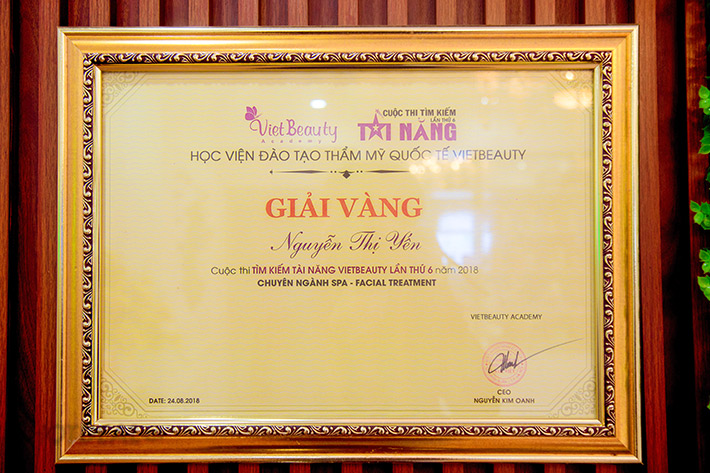 VietBeauty
Academy
CUỘC THI TÌM KIẾM
LẦN THỨ 6
TÀI NĂNG
HỌC VIỆN ĐÀO TẠO THẨM MỸ QUỐC TẾ VIETBEAUTY
GIẢI VÀNG
Nguyễn Thị Yến
Cuộc thi TÌM KIẾM TÀI NĂNG VIETBEAUTY LẦN THỨ 6 năm 2018
CHUYÊN NGÀNH SPA - FACIAL TREATMENT
VIETBEAUTY ACADEMY
CEO
NGUYỄN KIM OANH
DATE: 24.08.2018